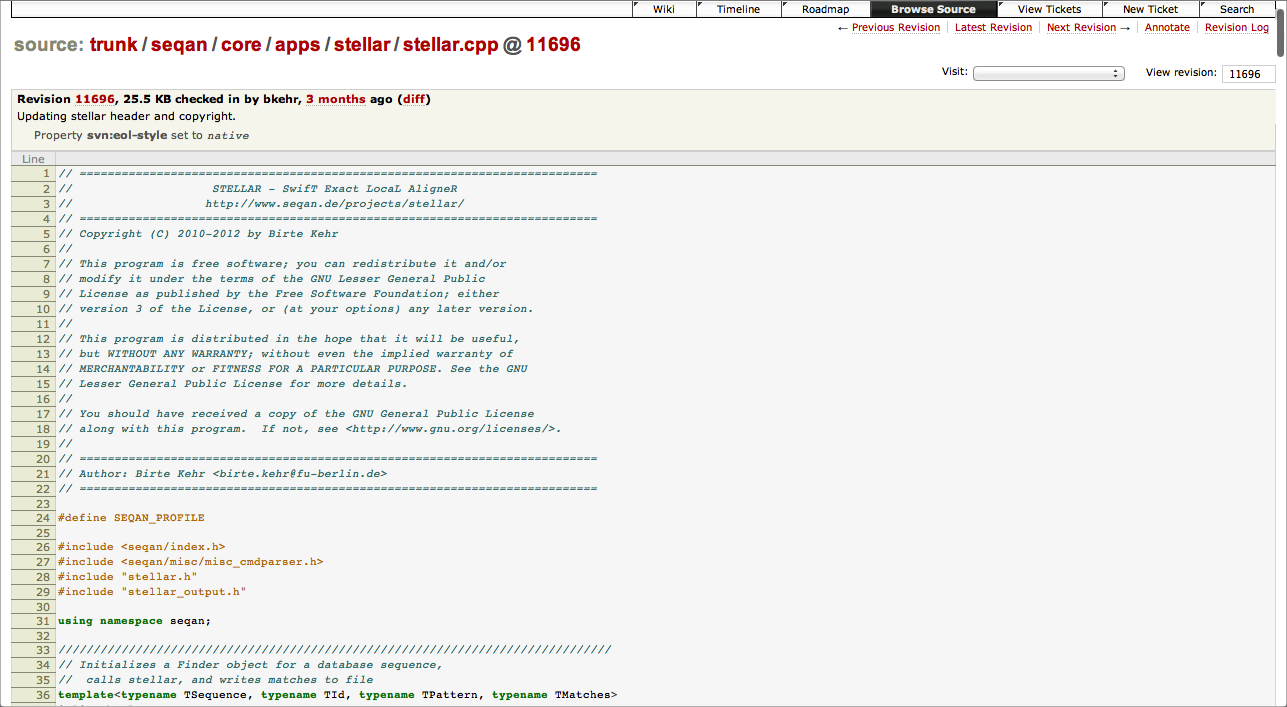 Wiki Timeline Roadmap Browse Source View Tickets New Ticket Search
← Previous Revision Latest Revision Next Revision → Annotate Revision Log
source: trunk/seqan/core/apps/stellar/stellar.cpp @ 11696
Visit: View revision: 11696
Revision 11696, 25.5 KB checked in by bkehr, 3 months ago (diff)
Updating stellar header and copyright.
Property svn:eol-style set to native
Line
1 // ==========================================================================
2 //                    STELLAR - SwifT Exact LocaL AligneR
3 //                   http://www.seqan.de/projects/stellar/
4 // ==========================================================================
5 // Copyright (C) 2010-2012 by Birte Kehr
6 //
7 // This program is free software; you can redistribute it and/or
8 // modify it under the terms of the GNU Lesser General Public
9 // License as published by the Free Software Foundation; either
10 // version 3 of the License, or (at your options) any later version.
11 //
12 // This program is distributed in the hope that it will be useful,
13 // but WITHOUT ANY WARRANTY; without even the implied warranty of
14 // MERCHANTABILITY or FITNESS FOR A PARTICULAR PURPOSE. See the GNU
15 // Lesser General Public License for more details.
16 //
17 // You should have received a copy of the GNU General Public License
18 // along with this program.  If not, see <http://www.gnu.org/licenses/>.
19 //
20 // ==========================================================================
21 // Author: Birte Kehr <birte.kehr@fu-berlin.de>
22 // ==========================================================================
23
24 #define SEQAN_PROFILE
25
26 #include <seqan/index.h>
27 #include <seqan/misc/misc_cmdparser.h>
28 #include "stellar.h"
29 #include "stellar_output.h"
30
31 using namespace seqan;
32
33 ///////////////////////////////////////////////////////////////////////////////
34 // Initializes a Finder object for a database sequence,
35 //  calls stellar, and writes matches to file
36 template<typename TSequence, typename TId, typename TPattern, typename TMatches>